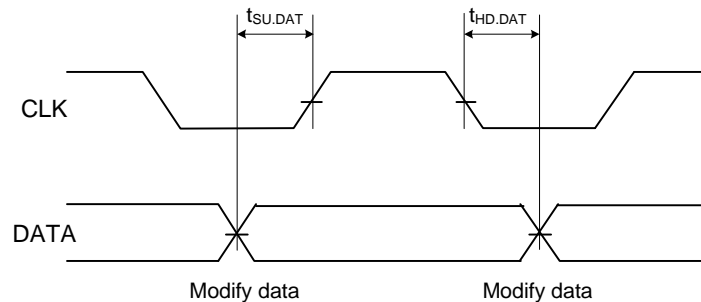 tSU.DAT tHD.DAT
CLK
DATA
Modify data Modify data